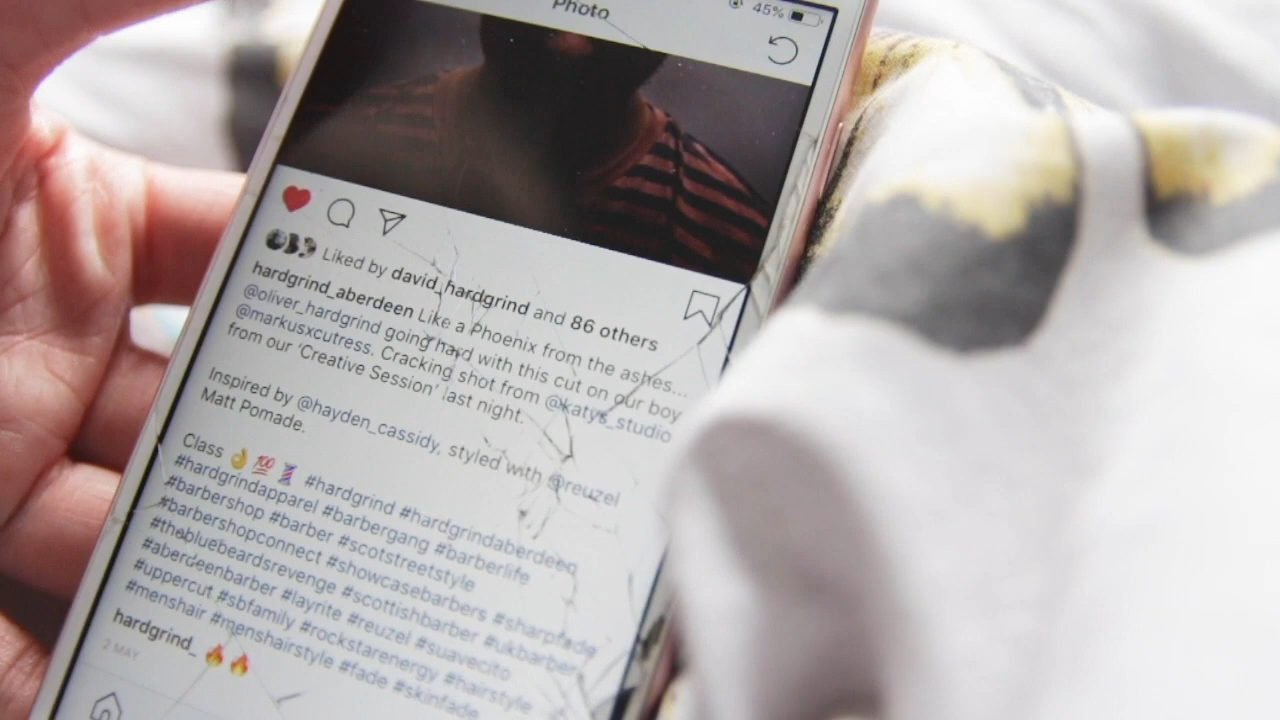 Photo
45%
Liked by david_hardgrind and 86 others
hardgrind_aberdeen Like a Phoenix from the ashes...
@oliver_hardgrind going hard with this cut on our boy
@markusxcutress. Cracking shot from @katys_studio
from our 'Creative Session' last night.
Inspired by @hayden_cassidy, styled with @reuzel
Matt Pomade.
Class 👌 💯 💈 #hardgrind #hardgrindaberdeen
#hardgrindapparel #barbergang #barberlife
#barbershop #barber #scotstreetstyle
#barbershopconnect #showcasebarbers #sharpfade
#thebluebeardsrevenge #scottishbarber #ukbarber
#aberdeenbarber #layrite #reuzel #suavecito
#uppercut #sbfamily #rockstarenergy #hairstyle
#menshair #menshairstyle #fade #skinfade
hardgrind_ 🔥🔥
2 MAY